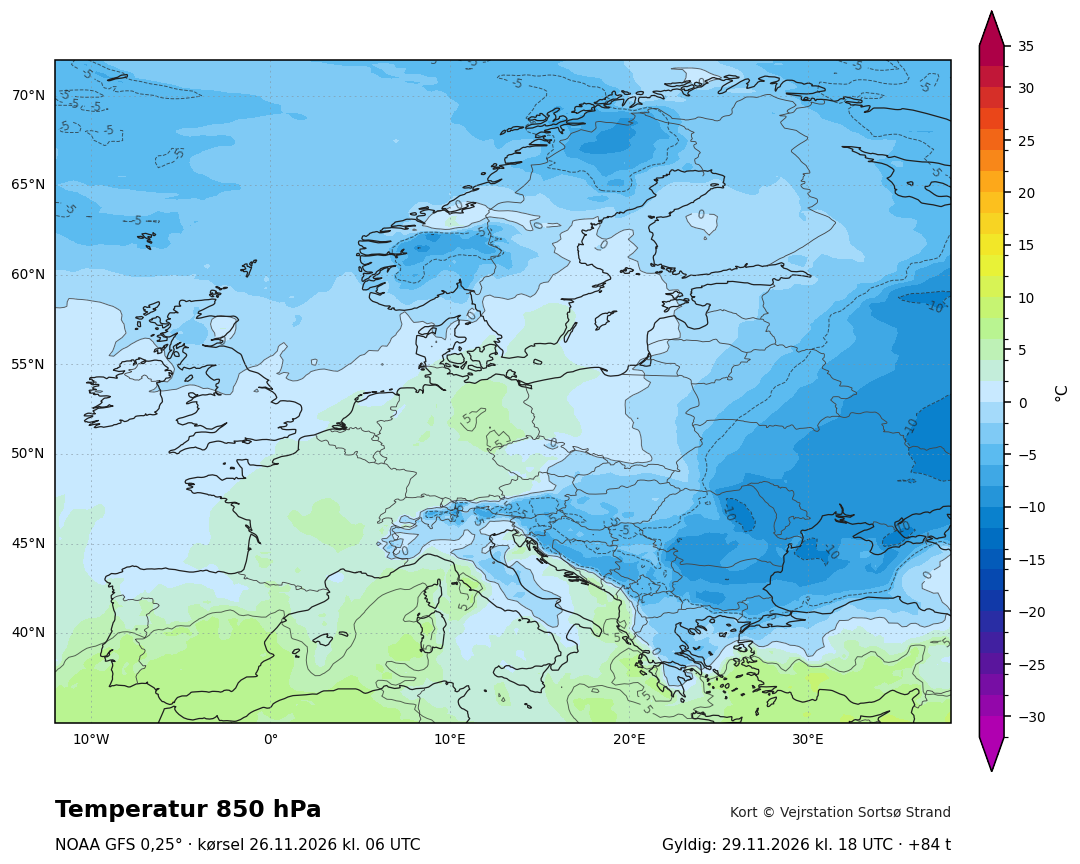 70°N
65°N
60°N
55°N
50°N
45°N
40°N
10°W
0°
10°E
20°E
30°E
35
30
25
20
15
10
5
0
−5
−10
−15
−20
−25
−30
°C
Temperatur 850 hPa
Kort © Vejrstation Sortsø Strand
NOAA GFS 0,25° · kørsel 26.11.2026 kl. 06 UTC
Gyldig: 29.11.2026 kl. 18 UTC · +84 t